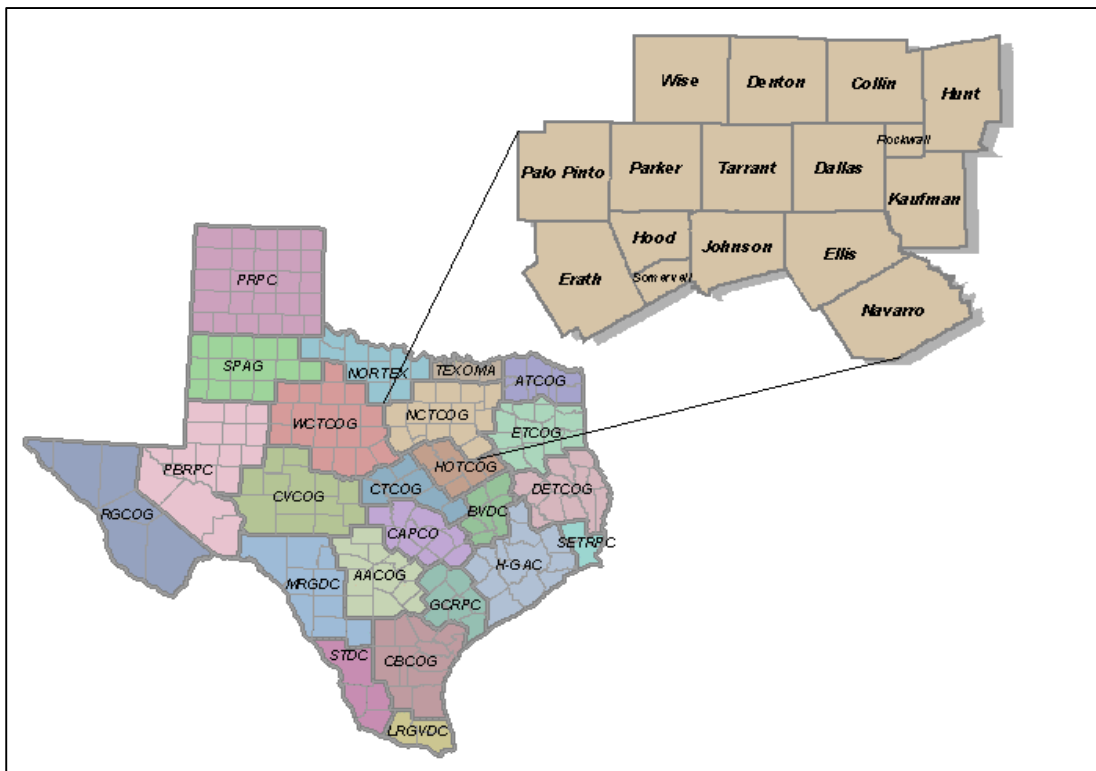 Wise
Denton
Collin
Hunt
Rockwall
Palo Pinto
Parker
Tarrant
Dallas
Kaufman
Hood
Johnson
Ellis
Erath
Somervell
Navarro
PRPC
SPAG
NORTEX
TEXOMA
ATCOG
WCTCOG
NCTCOG
ETCOG
PBRPC
HOTCOG
CVCOG
CTCOG
DETCOG
RGCOG
BVDC
CAPCO
SETRPC
H-GAC
MRGDC
AACOG
GCRPC
STDC
CBCOG
LRGVDC